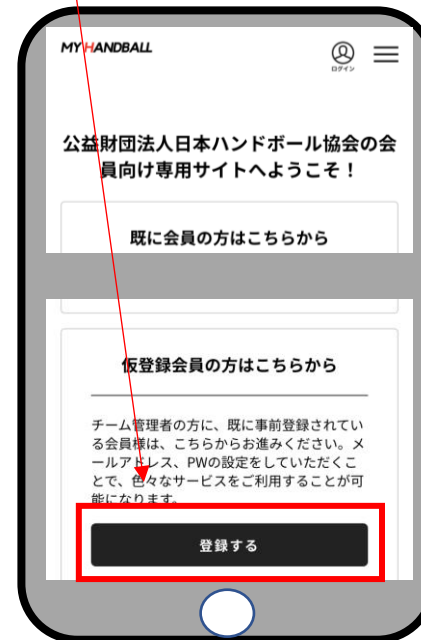 MY HANDBALL
ログイン
公益財団法人日本ハンドボール協会の会
員向け専用サイトへようこそ！
既に会員の方はこちらから
仮登録会員の方はこちらから
チーム管理者の方に、既に事前登録されてい
る会員様は、こちらからお進みください。メ
ールアドレス、PWの設定をしていただくこ
とで、色々なサービスをご利用することが可
能になります。
登録する